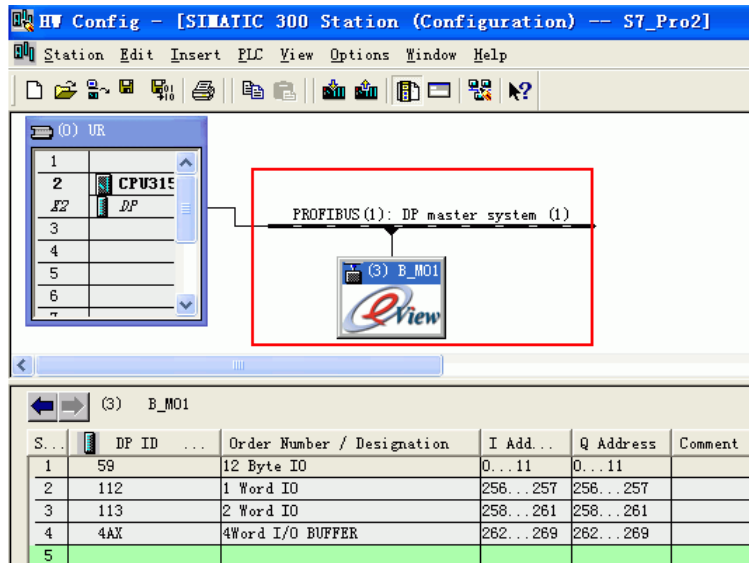 HW Config - [SIMATIC 300 Station (Configuration) -- S7_Pro2]
Station Edit Insert PLC View Options Window Help
(0) UR
1
2 CPU315
X2 DP
3
4
5
6
7
PROFIBUS(1): DP master system (1)
(3) B_MO1
eView
(3) B_MO1
S... DP ID ... Order Number / Designation I Add... Q Address Comment
1 59 12 Byte IO 0...11 0...11
2 112 1 Word IO 256...257 256...257
3 113 2 Word IO 258...261 258...261
4 4AX 4Word I/O BUFFER 262...269 262...269
5